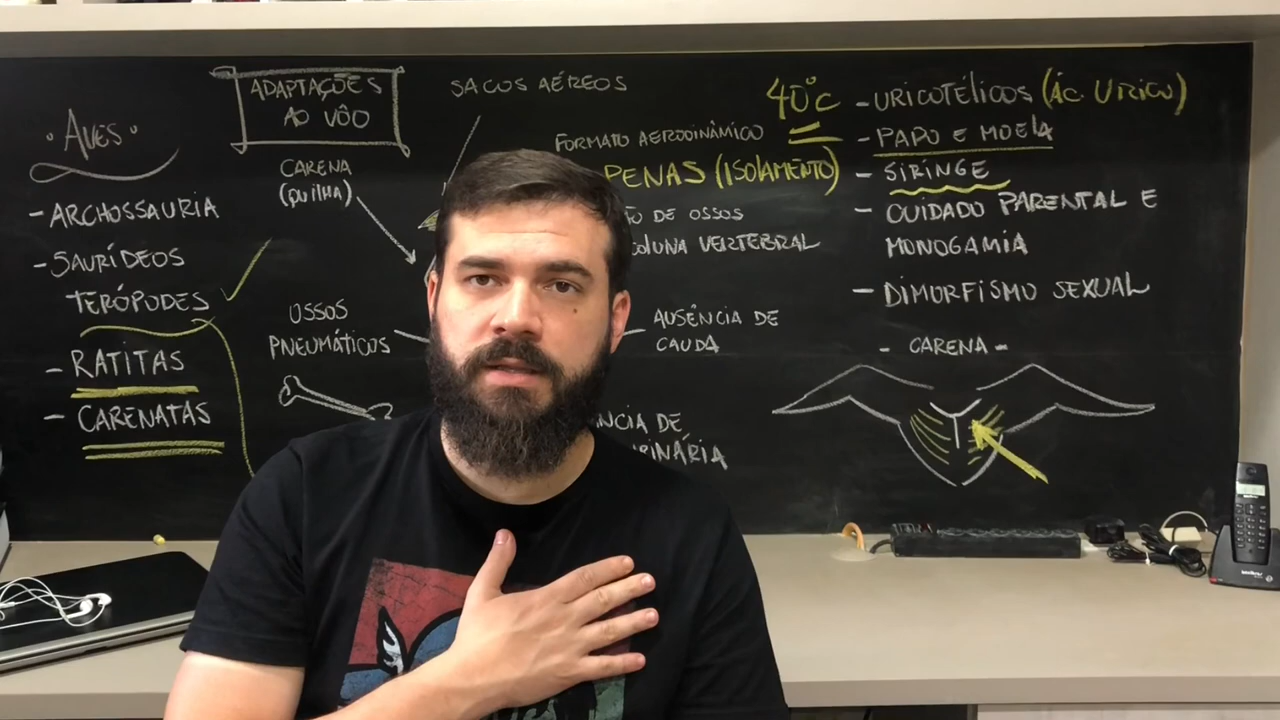 • AVES •
- ARCHOSSAURIA
- SAURÍDEOS
TERÓPODES
- RATITAS
- CARENATAS
ADAPTAÇÕES
AO VÔO
CARENA
(QUILHA)
OSSOS
PNEUMÁTICOS
SACOS AÉREOS
FORMATO AERODINÂMICO
PENAS (ISOLAMENTO)
DE OSSOS
COLUNA VERTEBRAL
AUSÊNCIA DE
CAUDA
DE
40°C
- URICOTÉLICOS (ÁC. ÚRICO)
- PAPO E MOELA
- SIRINGE
- CUIDADO PARENTAL E
MONOGAMIA
- DIMORFISMO SEXUAL
- CARENA -